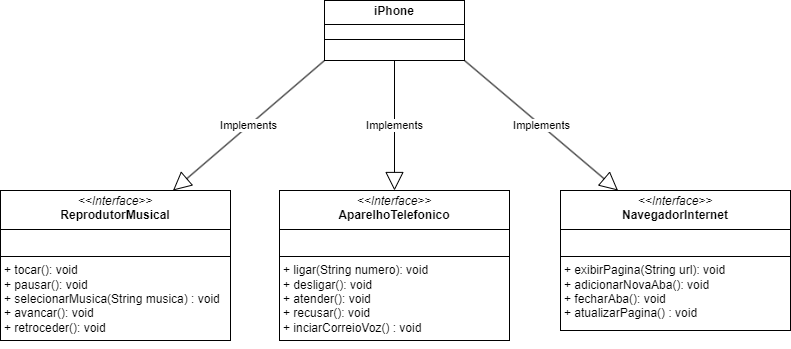 iPhone
Implements
Implements
Implements
<<Interface>>
ReprodutorMusical
+ tocar(): void
+ pausar(): void
+ selecionarMusica(String musica) : void
+ avancar(): void
+ retroceder(): void
<<Interface>>
AparelhoTelefonico
+ ligar(String numero): void
+ desligar(): void
+ atender(): void
+ recusar(): void
+ inciarCorreioVoz() : void
<<Interface>>
NavegadorInternet
+ exibirPagina(String url): void
+ adicionarNovaAba(): void
+ fecharAba(): void
+ atualizarPagina() : void